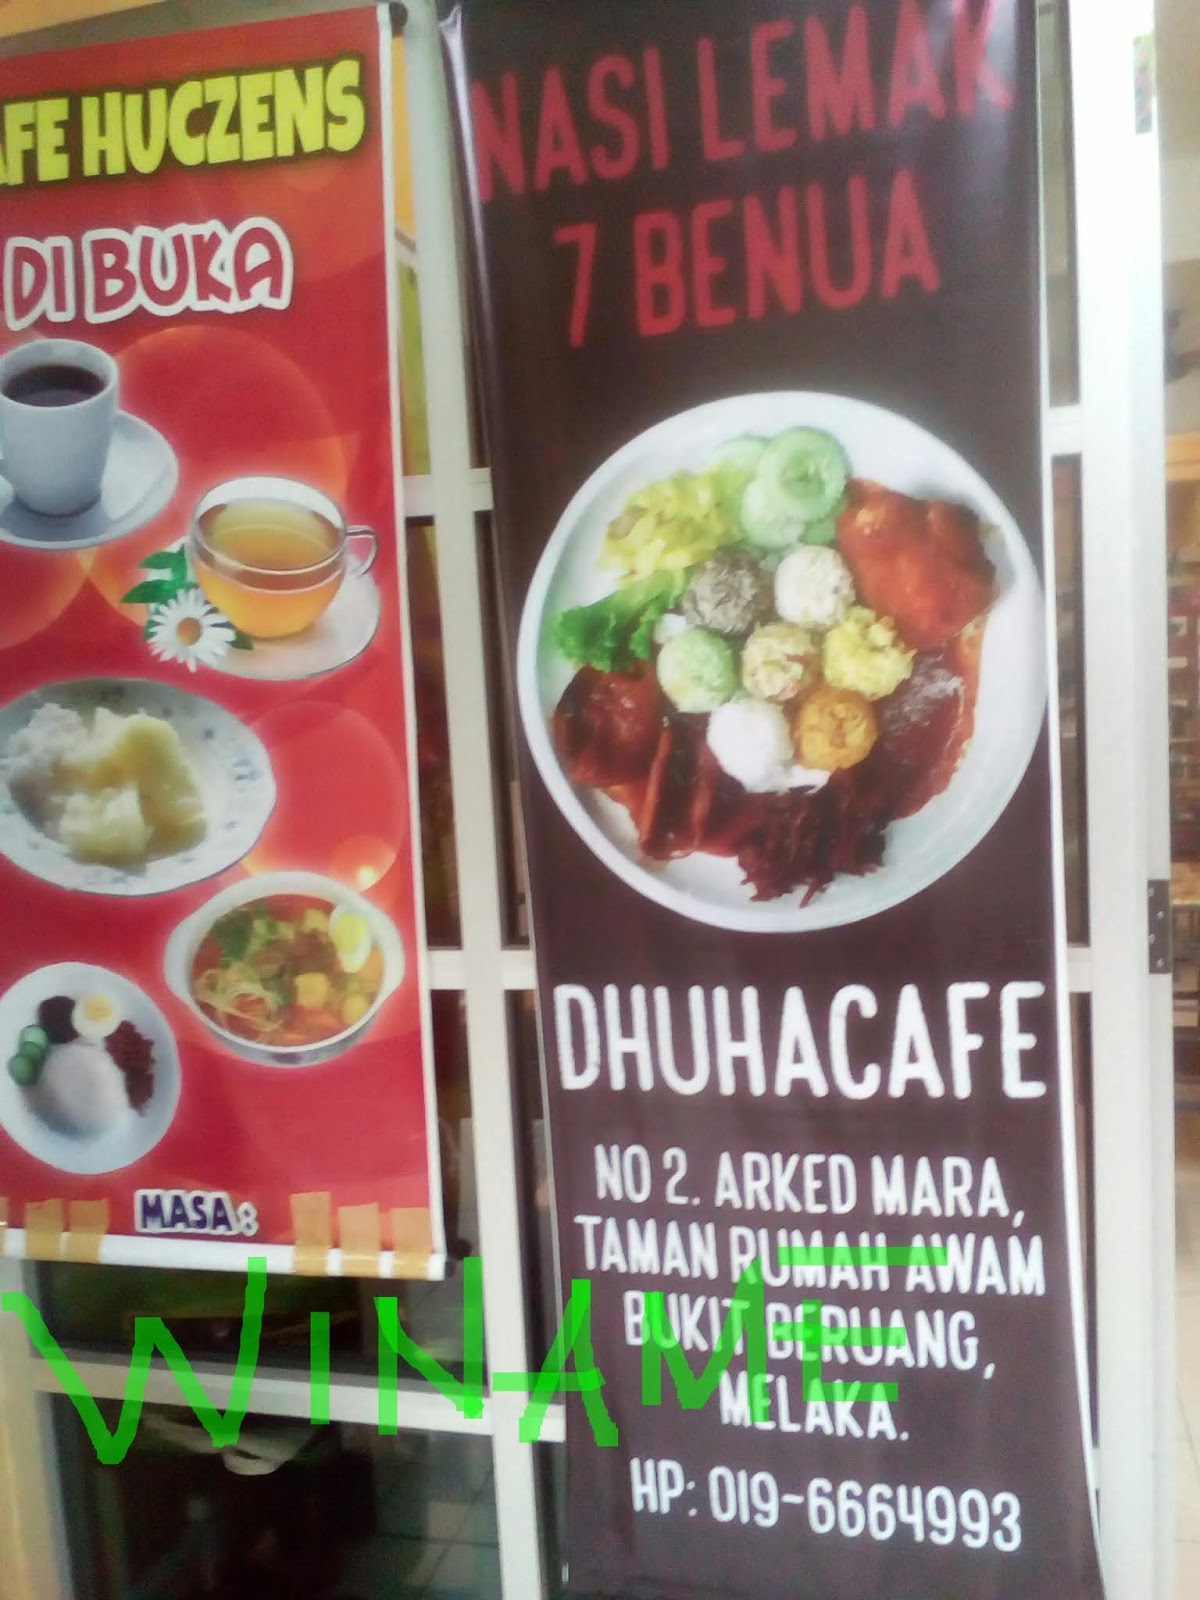 AFE HUCZENS
DI BUKA
MASA:
NASI LEMAK
7 BENUA
DHUHACAFE
NO 2. ARKED MARA,
TAMAN RUMAH AWAM
BUKIT BERUANG,
MELAKA.
HP: 019-6664993
WINAME